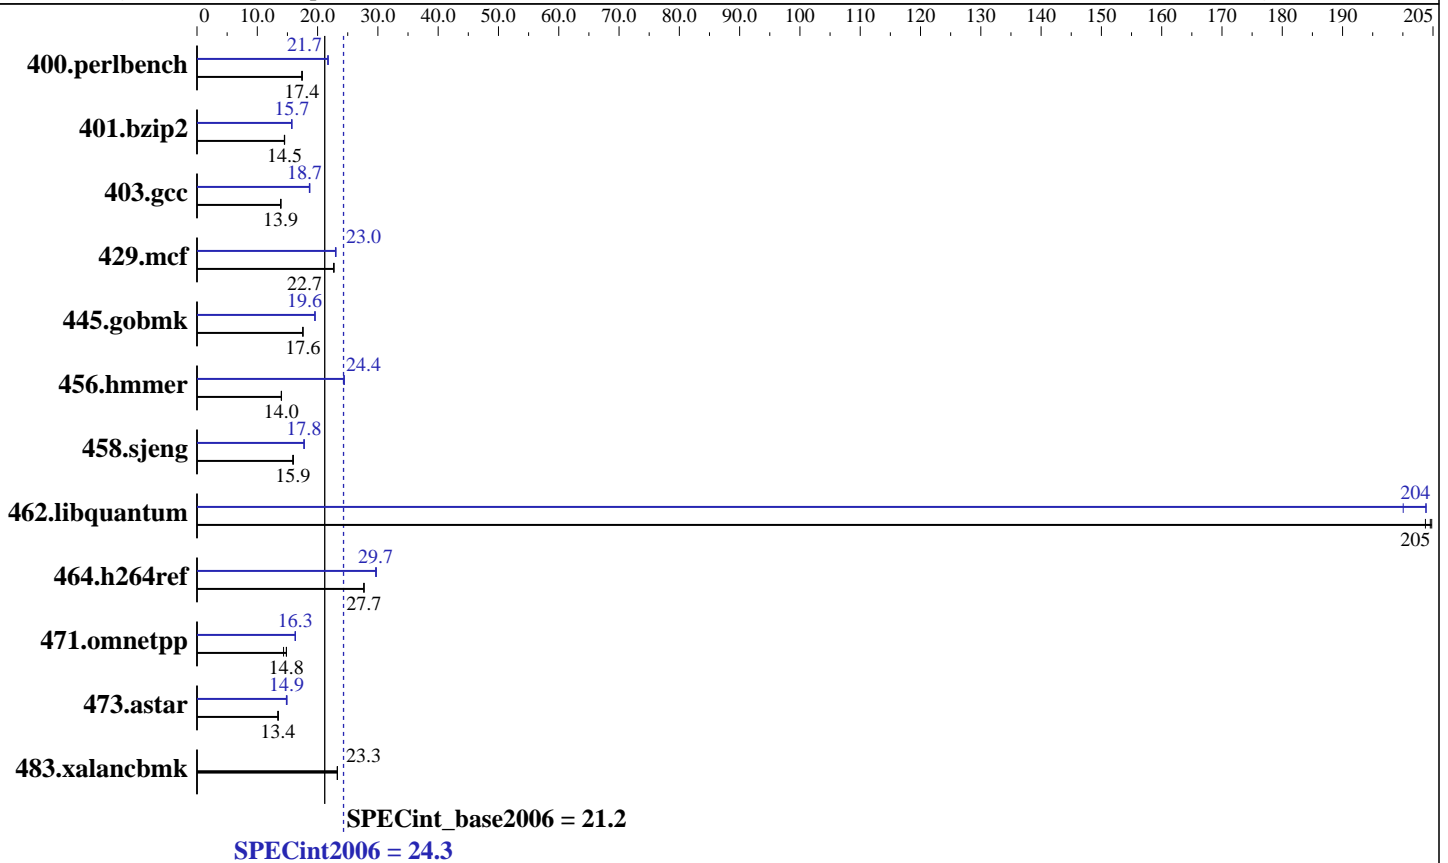 0 10.0 20.0 30.0 40.0 50.0 60.0 70.0 80.0 90.0 100 110 120 130 140 150 160 170 180 190 205
21.7
400.perlbench
17.4
15.7
401.bzip2
14.5
18.7
403.gcc
13.9
23.0
429.mcf
22.7
19.6
445.gobmk
17.6
24.4
456.hmmer
14.0
17.8
458.sjeng
15.9
204
462.libquantum
205
29.7
464.h264ref
27.7
16.3
471.omnetpp
14.8
14.9
473.astar
13.4
23.3
483.xalancbmk
SPECint_base2006 = 21.2
SPECint2006 = 24.3